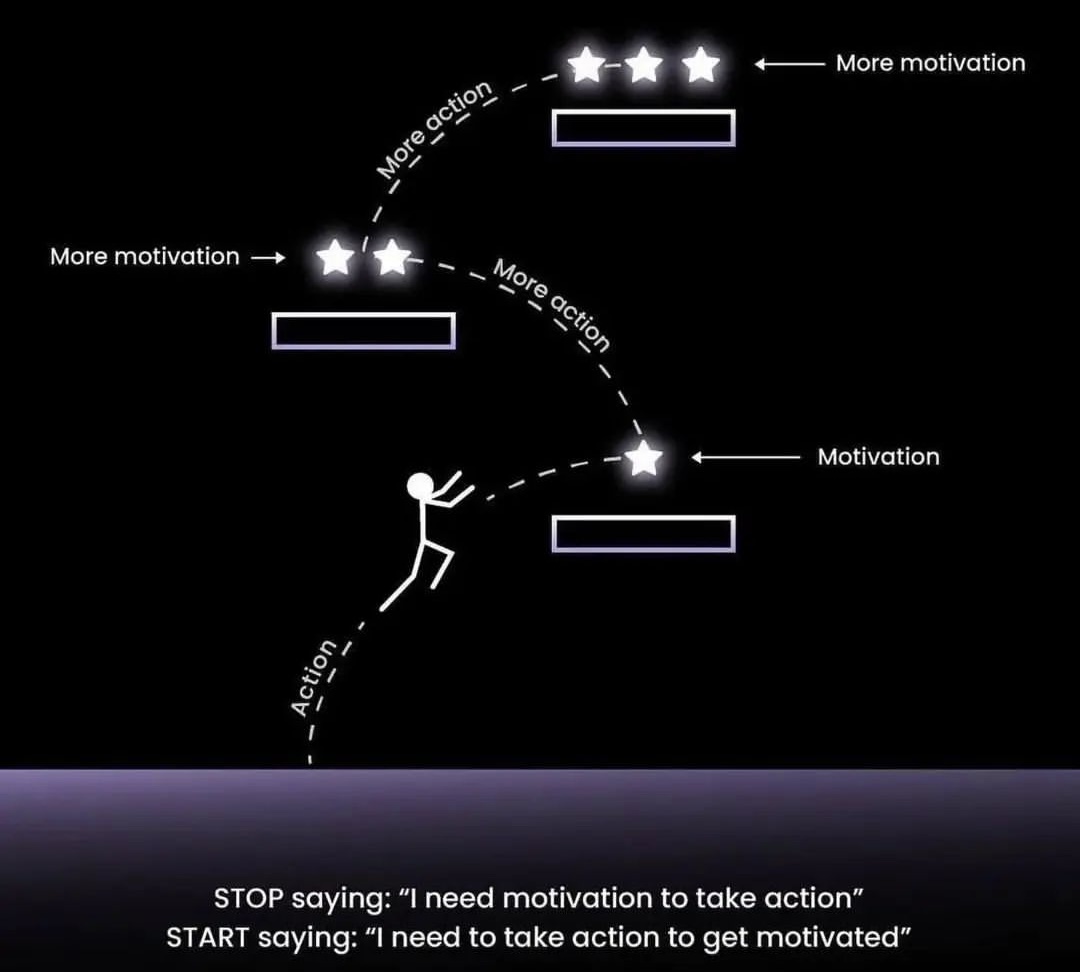 More motivation
More action
More motivation
More action
Motivation
Action
STOP saying: “I need motivation to take action”
START saying: “I need to take action to get motivated”